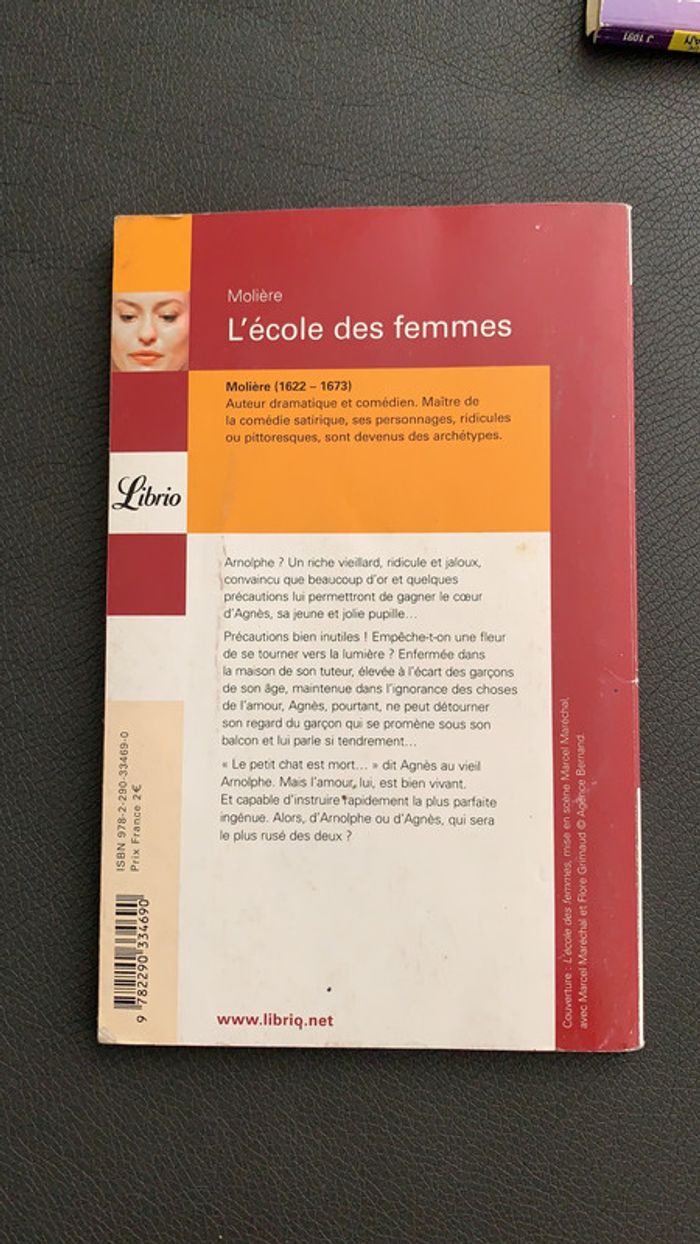 J 1091
Molière
L'école des femmes
Molière (1622 – 1673)
Auteur dramatique et comédien. Maître de
la comédie satirique, ses personnages, ridicules
ou pittoresques, sont devenus des archétypes.
Librio
Arnolphe ? Un riche vieillard, ridicule et jaloux,
convaincu que beaucoup d'or et quelques
précautions lui permettront de gagner le cœur
d'Agnès, sa jeune et jolie pupille...
Précautions bien inutiles ! Empêche-t-on une fleur
de se tourner vers la lumière ? Enfermée dans
la maison de son tuteur, élevée à l'écart des garçons
de son âge, maintenue dans l'ignorance des choses
de l'amour, Agnès, pourtant, ne peut détourner
son regard du garçon qui se promène sous son
balcon et lui parle si tendrement...
« Le petit chat est mort... » dit Agnès au vieil
Arnolphe. Mais l'amour, lui, est bien vivant.
Et capable d'instruire rapidement la plus parfaite
ingénue. Alors, d'Arnolphe ou d'Agnès, qui sera
le plus rusé des deux ?
www.librio.net
ISBN 978-2-290-33469-0
Prix France 2€
9 782290 334690
Couverture : L'école des femmes, mise en scène Marcel Maréchal,
avec Marcel Maréchal et Flore Grimaud © Agence Bernand.